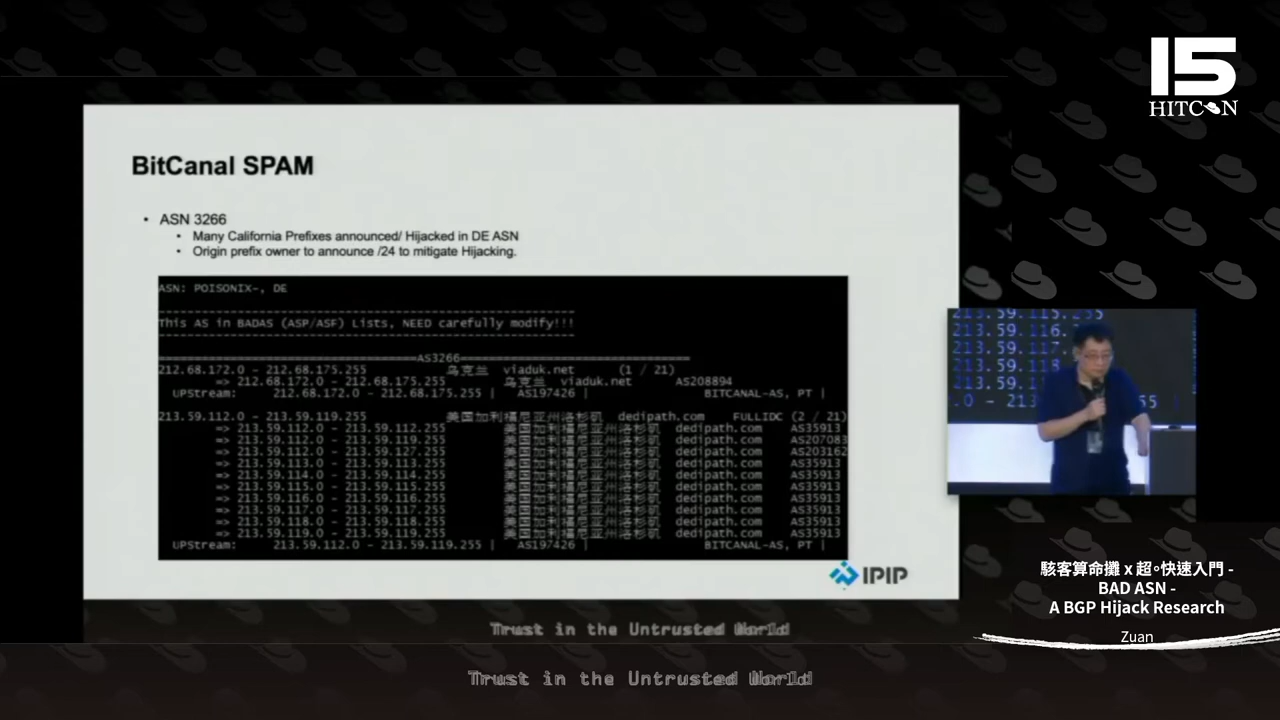 15
HITCON
BitCanal SPAM
• ASN 3266
• Many California Prefixes announced/ Hijacked in DE ASN
• Origin prefix owner to announce /24 to mitigate Hijacking.
ASN: POISONIX-, DE
------------------------------------------------------------
This AS in BADAS (ASP/ASF) Lists, NEED carefully modify!!!
------------------------------------------------------------
=====================================AS3266=================================
212.68.172.0 - 212.68.175.255 乌克兰 viaduk.net (1 / 21)
=> 212.68.172.0 - 212.68.175.255 乌克兰 viaduk.net AS208894
UPStream: 212.68.172.0 - 212.68.175.255 | AS197426 | BITCANAL-AS, PT |
213.59.112.0 - 213.59.119.255 美国加利福尼亚州洛杉矶 dedipath.com FULLIDC (2 / 21)
=> 213.59.112.0 - 213.59.112.255 美国加利福尼亚州洛杉矶 dedipath.com AS35913
=> 213.59.112.0 - 213.59.119.255 美国加利福尼亚州洛杉矶 dedipath.com AS207083
=> 213.59.112.0 - 213.59.127.255 美国加利福尼亚州洛杉矶 dedipath.com AS203162
=> 213.59.113.0 - 213.59.113.255 美国加利福尼亚州洛杉矶 dedipath.com AS35913
=> 213.59.114.0 - 213.59.114.255 美国加利福尼亚州洛杉矶 dedipath.com AS35913
=> 213.59.115.0 - 213.59.115.255 美国加利福尼亚州洛杉矶 dedipath.com AS35913
=> 213.59.116.0 - 213.59.116.255 美国加利福尼亚州洛杉矶 dedipath.com AS35913
=> 213.59.117.0 - 213.59.117.255 美国加利福尼亚州洛杉矶 dedipath.com AS35913
=> 213.59.118.0 - 213.59.118.255 美国加利福尼亚州洛杉矶 dedipath.com AS35913
=> 213.59.119.0 - 213.59.119.255 美国加利福尼亚州洛杉矶 dedipath.com AS35913
UPStream: 213.59.112.0 - 213.59.119.255 | AS197426 | BITCANAL-AS, PT |
IPIP
213.59.115.255
213.59.116.
213.59.117.
213.59.118
213.59.11
.0 - 213 55
駭客算命攤 x 超◦快速入門 -
BAD ASN -
A BGP Hijack Research
Zuan
Trust in the Untrusted World
Trust in the Untrusted World